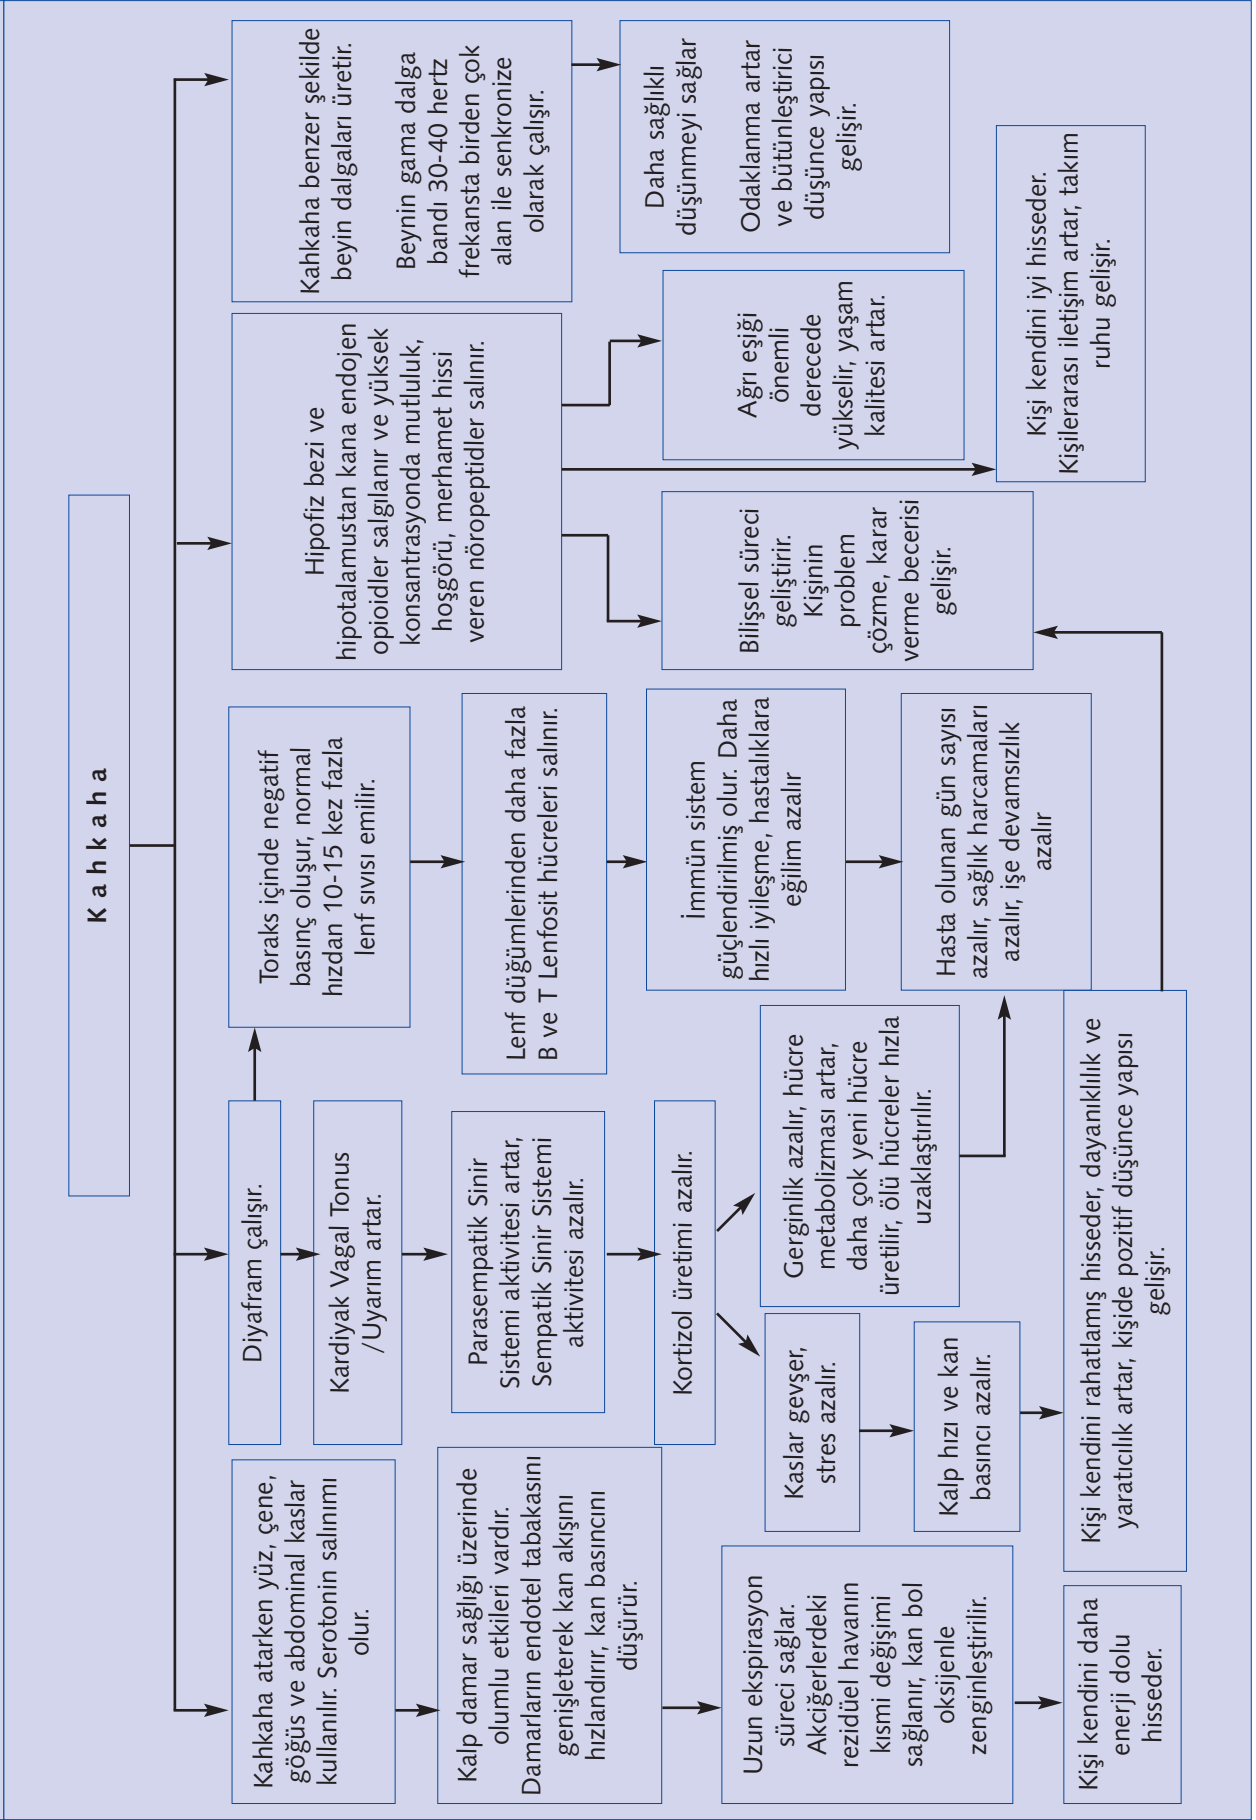 Kahkaha
Kahkaha atarken yüz, çene,
göğüs ve abdominal kaslar
kullanılır. Serotonin salınımı
olur.
Kalp damar sağlığı üzerinde
olumlu etkileri vardır.
Damarların endotel tabakasını
genişleterek kan akışını
hızlandırır, kan basıncını
düşürür.
Uzun ekspirasyon
süreci sağlar.
Akciğerlerdeki
rezidüel havanın
kısmi değişimi
sağlanır, kan bol
oksijenle
zenginleştirilir.
Kişi kendini daha
enerji dolu
hisseder.
Diyafram çalışır.
Kardiyak Vagal Tonus
/Uyarım artar.
Parasempatik Sinir
Sistemi aktivitesi artar,
Sempatik Sinir Sistemi
aktivitesi azalır.
Kortizol üretimi azalır.
Kaslar gevşer,
stres azalır.
Kalp hızı ve kan
basıncı azalır.
Kişi kendini rahatlamış hisseder, dayanıklılık ve
yaratıcılık artar, kişide pozitif düşünce yapısı
gelişir.
Gerginlik azalır, hücre
metabolizması artar,
daha çok yeni hücre
üretilir, ölü hücreler hızla
uzaklaştırılır.
Toraks içinde negatif
basınç oluşur, normal
hızdan 10-15 kez fazla
lenf sıvısı emilir.
Lenf düğümlerinden daha fazla
B ve T Lenfosit hücreleri salınır.
İmmün sistem
güçlendirilmiş olur. Daha
hızlı iyileşme, hastalıklara
eğilim azalır
Hasta olunan gün sayısı
azalır, sağlık harcamaları
azalır, işe devamsızlık
azalır
Hipofiz bezi ve
hipotalamustan kana endojen
opioidler salgılanır ve yüksek
konsantrasyonda mutluluk,
hoşgörü, merhamet hissi
veren nöropeptidler salınır.
Bilişsel süreci
geliştirir.
Kişinin
problem
çözme, karar
verme becerisi
gelişir.
Ağrı eşiği
önemli
derecede
yükselir, yaşam
kalitesi artar.
Kişi kendini iyi hisseder.
Kişilerarası iletişim artar, takım
ruhu gelişir.
Kahkaha benzer şekilde
beyin dalgaları üretir.
Beynin gama dalga
bandı 30-40 hertz
frekansta birden çok
alan ile senkronize
olarak çalışır.
Daha sağlıklı
düşünmeyi sağlar
Odaklanma artar
ve bütünleştirici
düşünce yapısı
gelişir.